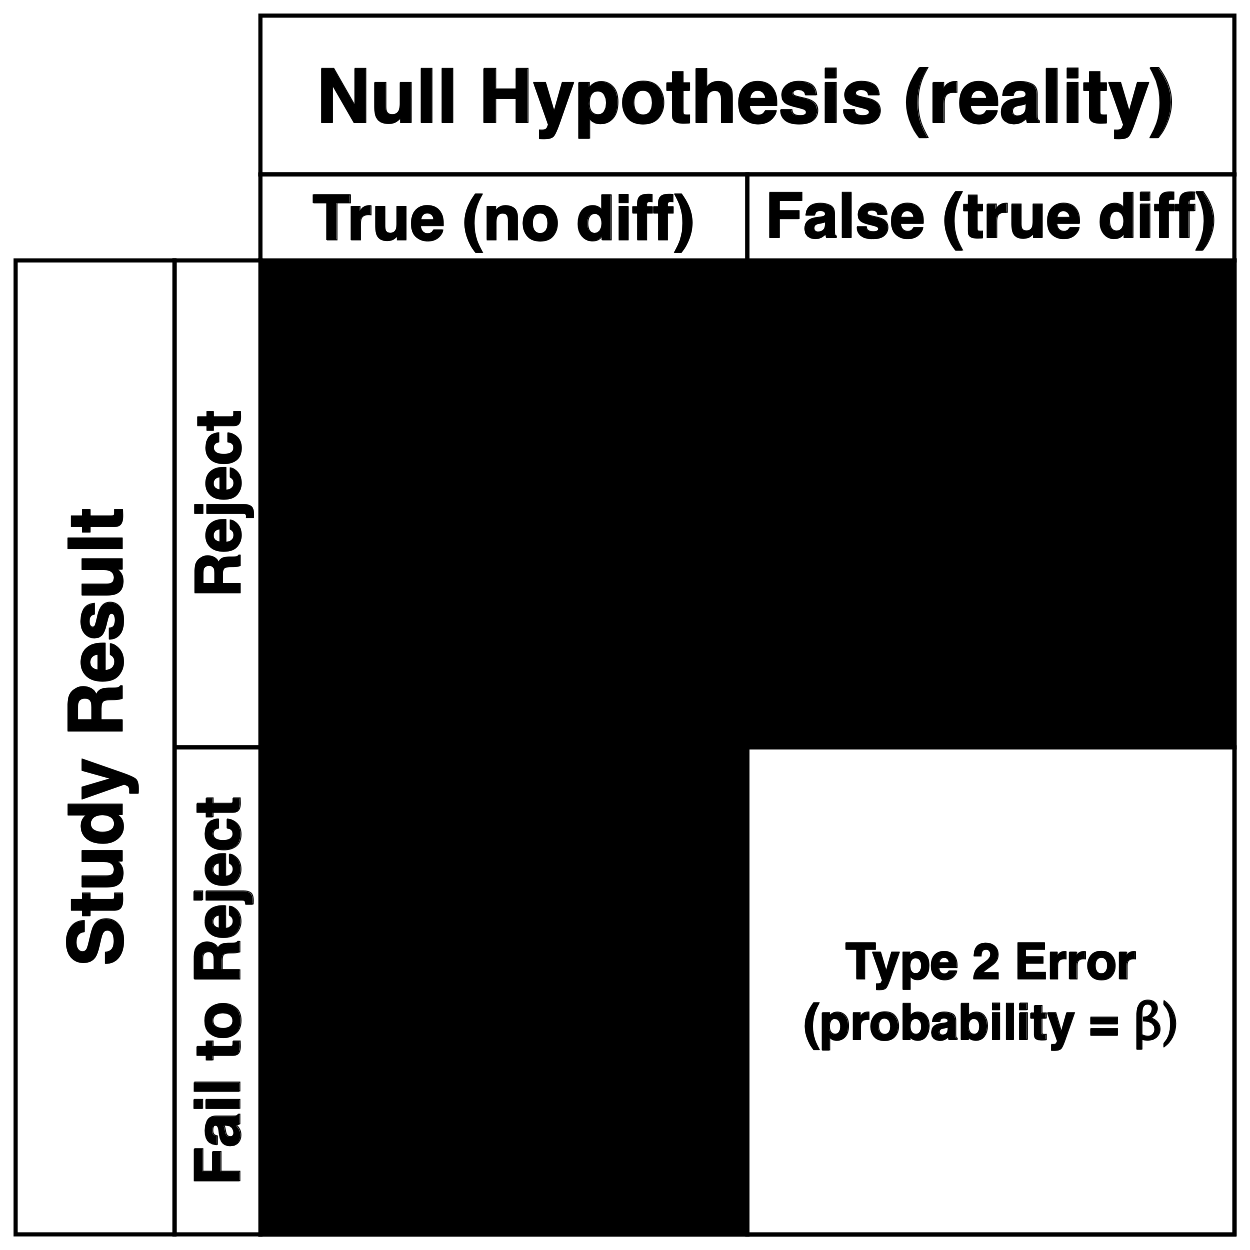 Null Hypothesis (reality)
True (no diff)
False (true diff)
Study Result
Reject
Fail to Reject
Type 2 Error
(probability = β)